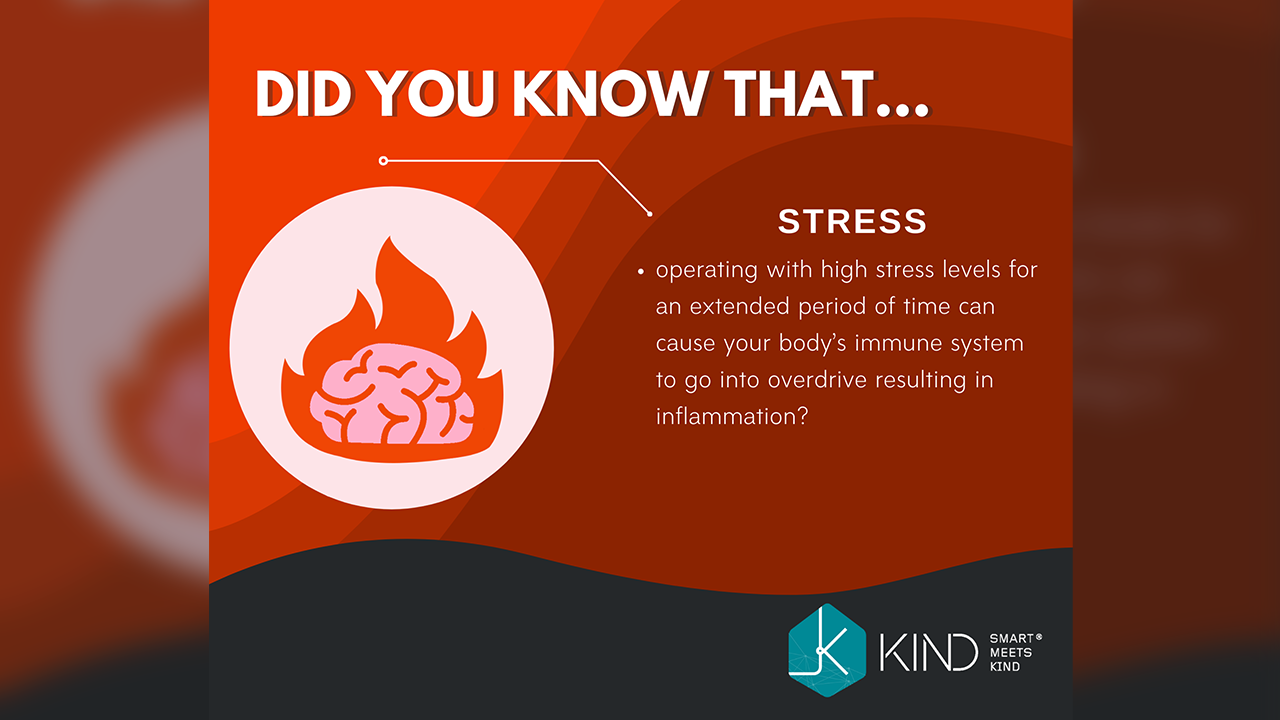 DID YOU KNOW THAT...
STRESS
• operating with high stress levels for
an extended period of time can
cause your body's immune system
to go into overdrive resulting in
inflammation?
KIND
SMART®
MEETS
KIND